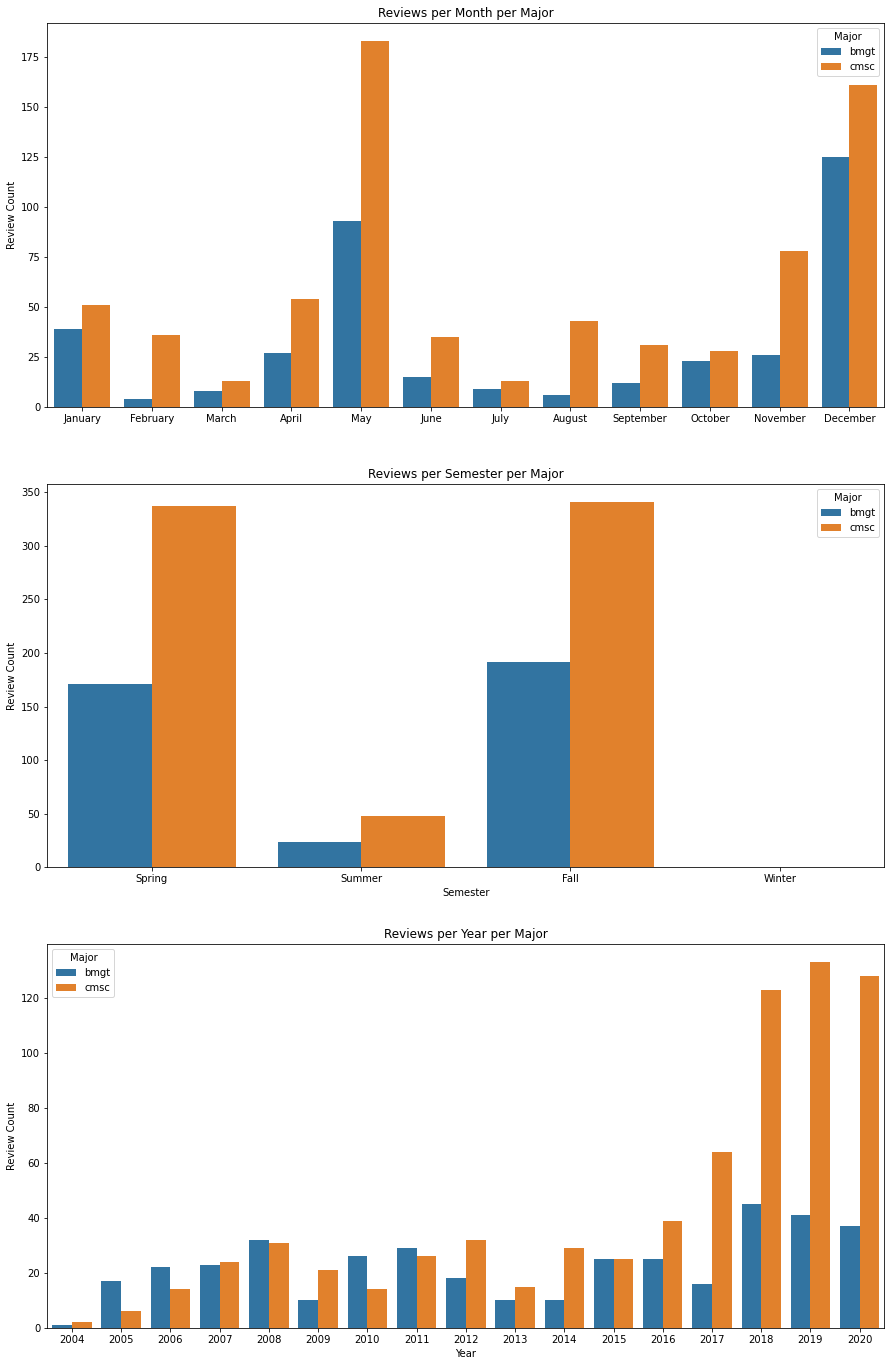 Reviews per Month per Major
Major
bmgt
cmsc
Review Count
175
150
125
100
75
50
25
0
January February March April May June July August September October November December
Reviews per Semester per Major
Major
bmgt
cmsc
Review Count
350
300
250
200
150
100
50
0
Spring Summer Fall Winter
Semester
Reviews per Year per Major
Major
bmgt
cmsc
Review Count
120
100
80
60
40
20
0
2004 2005 2006 2007 2008 2009 2010 2011 2012 2013 2014 2015 2016 2017 2018 2019 2020
Year